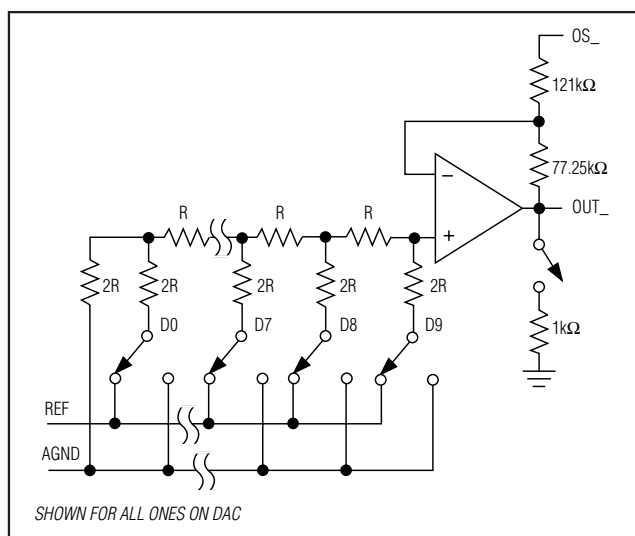 OS_
121kΩ
77.25kΩ
OUT_
1kΩ
R R R
2R 2R 2R 2R 2R
D0 D7 D8 D9
− +
REF
AGND
SHOWN FOR ALL ONES ON DAC